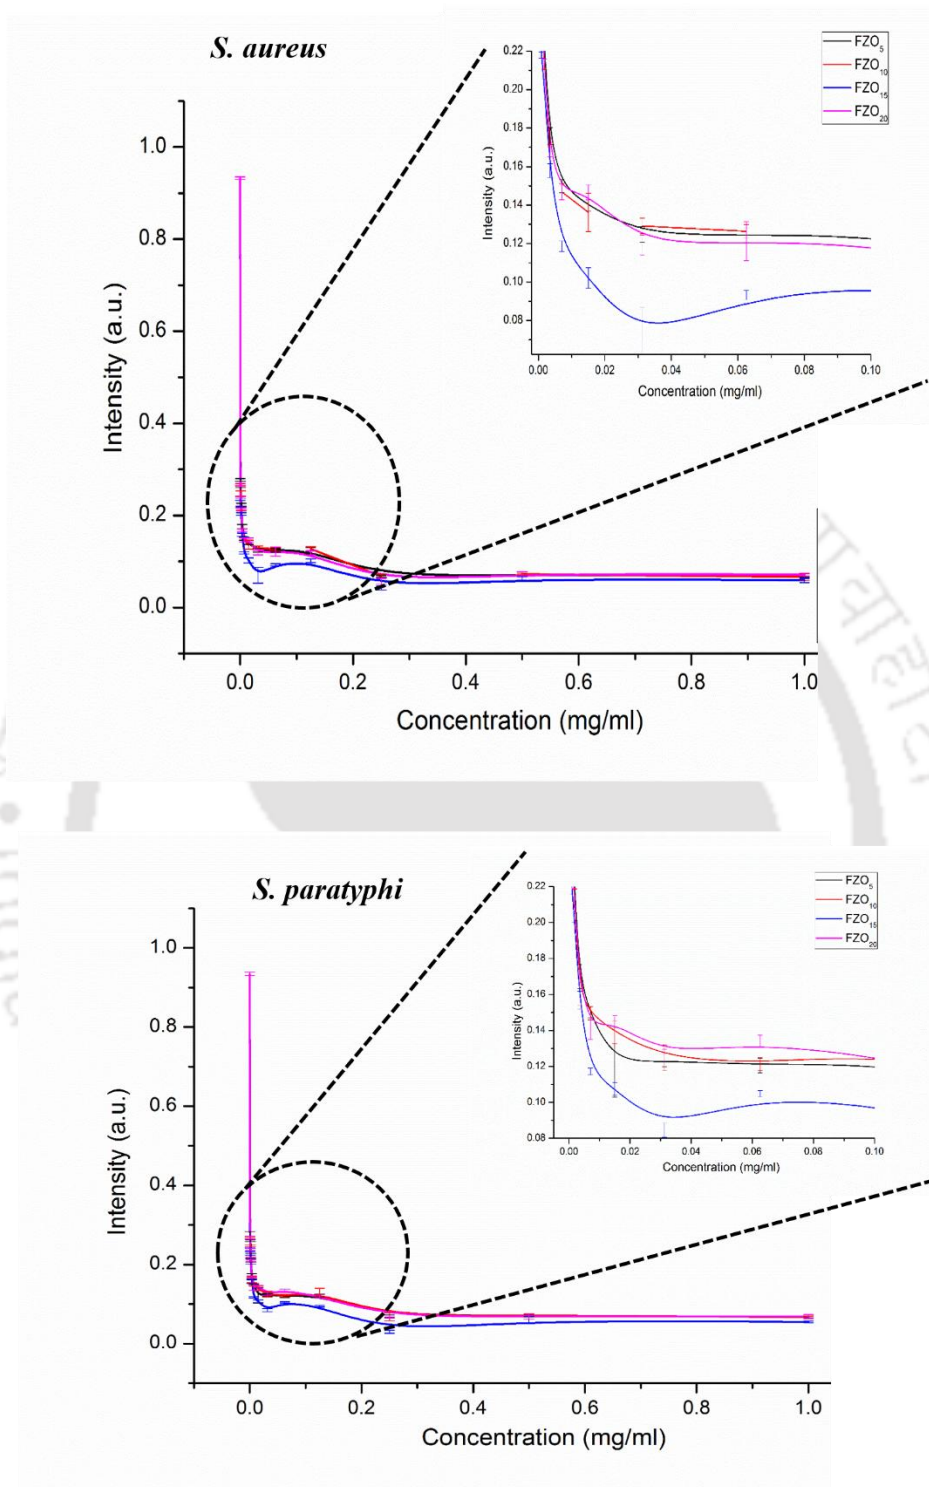 S. aureus
FZO5
FZO10
FZO15
FZO20
0.22
0.20
0.18
0.16
0.14
0.12
0.10
0.08
Intensity (a.u.)
0.00 0.02 0.04 0.06 0.08 0.10
Concentration (mg/ml)
1.0
0.8
0.6
0.4
0.2
0.0
Intensity (a.u.)
0.0 0.2 0.4 0.6 0.8 1.0
Concentration (mg/ml)
S. paratyphi
FZO5
FZO10
FZO15
FZO20
0.22
0.20
0.18
0.16
0.14
0.12
0.10
0.08
Intensity (a.u.)
0.00 0.02 0.04 0.06 0.08 0.10
Concentration (mg/ml)
1.0
0.8
0.6
0.4
0.2
0.0
Intensity (a.u.)
0.0 0.2 0.4 0.6 0.8 1.0
Concentration (mg/ml)